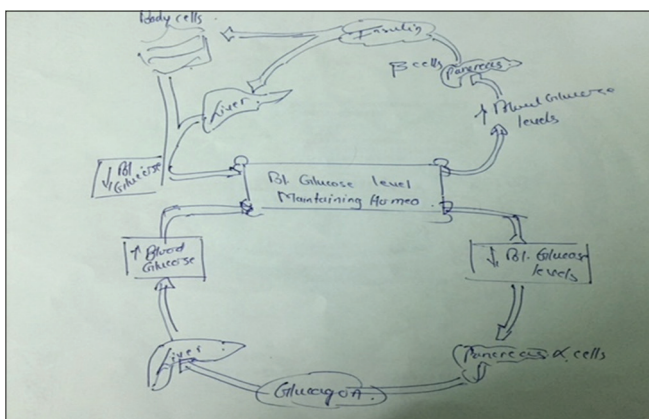 Body cells
Insulin
β cells
Pancreas
Liver
↑ Blood Glucose
levels
↓ Bl.
Glucose
Bl. Glucose level
Maintaining Homeo.
↑ Blood
Glucose
↓ Bl. Glucose
levels
Liver
Pancreas α cells
Glucagon